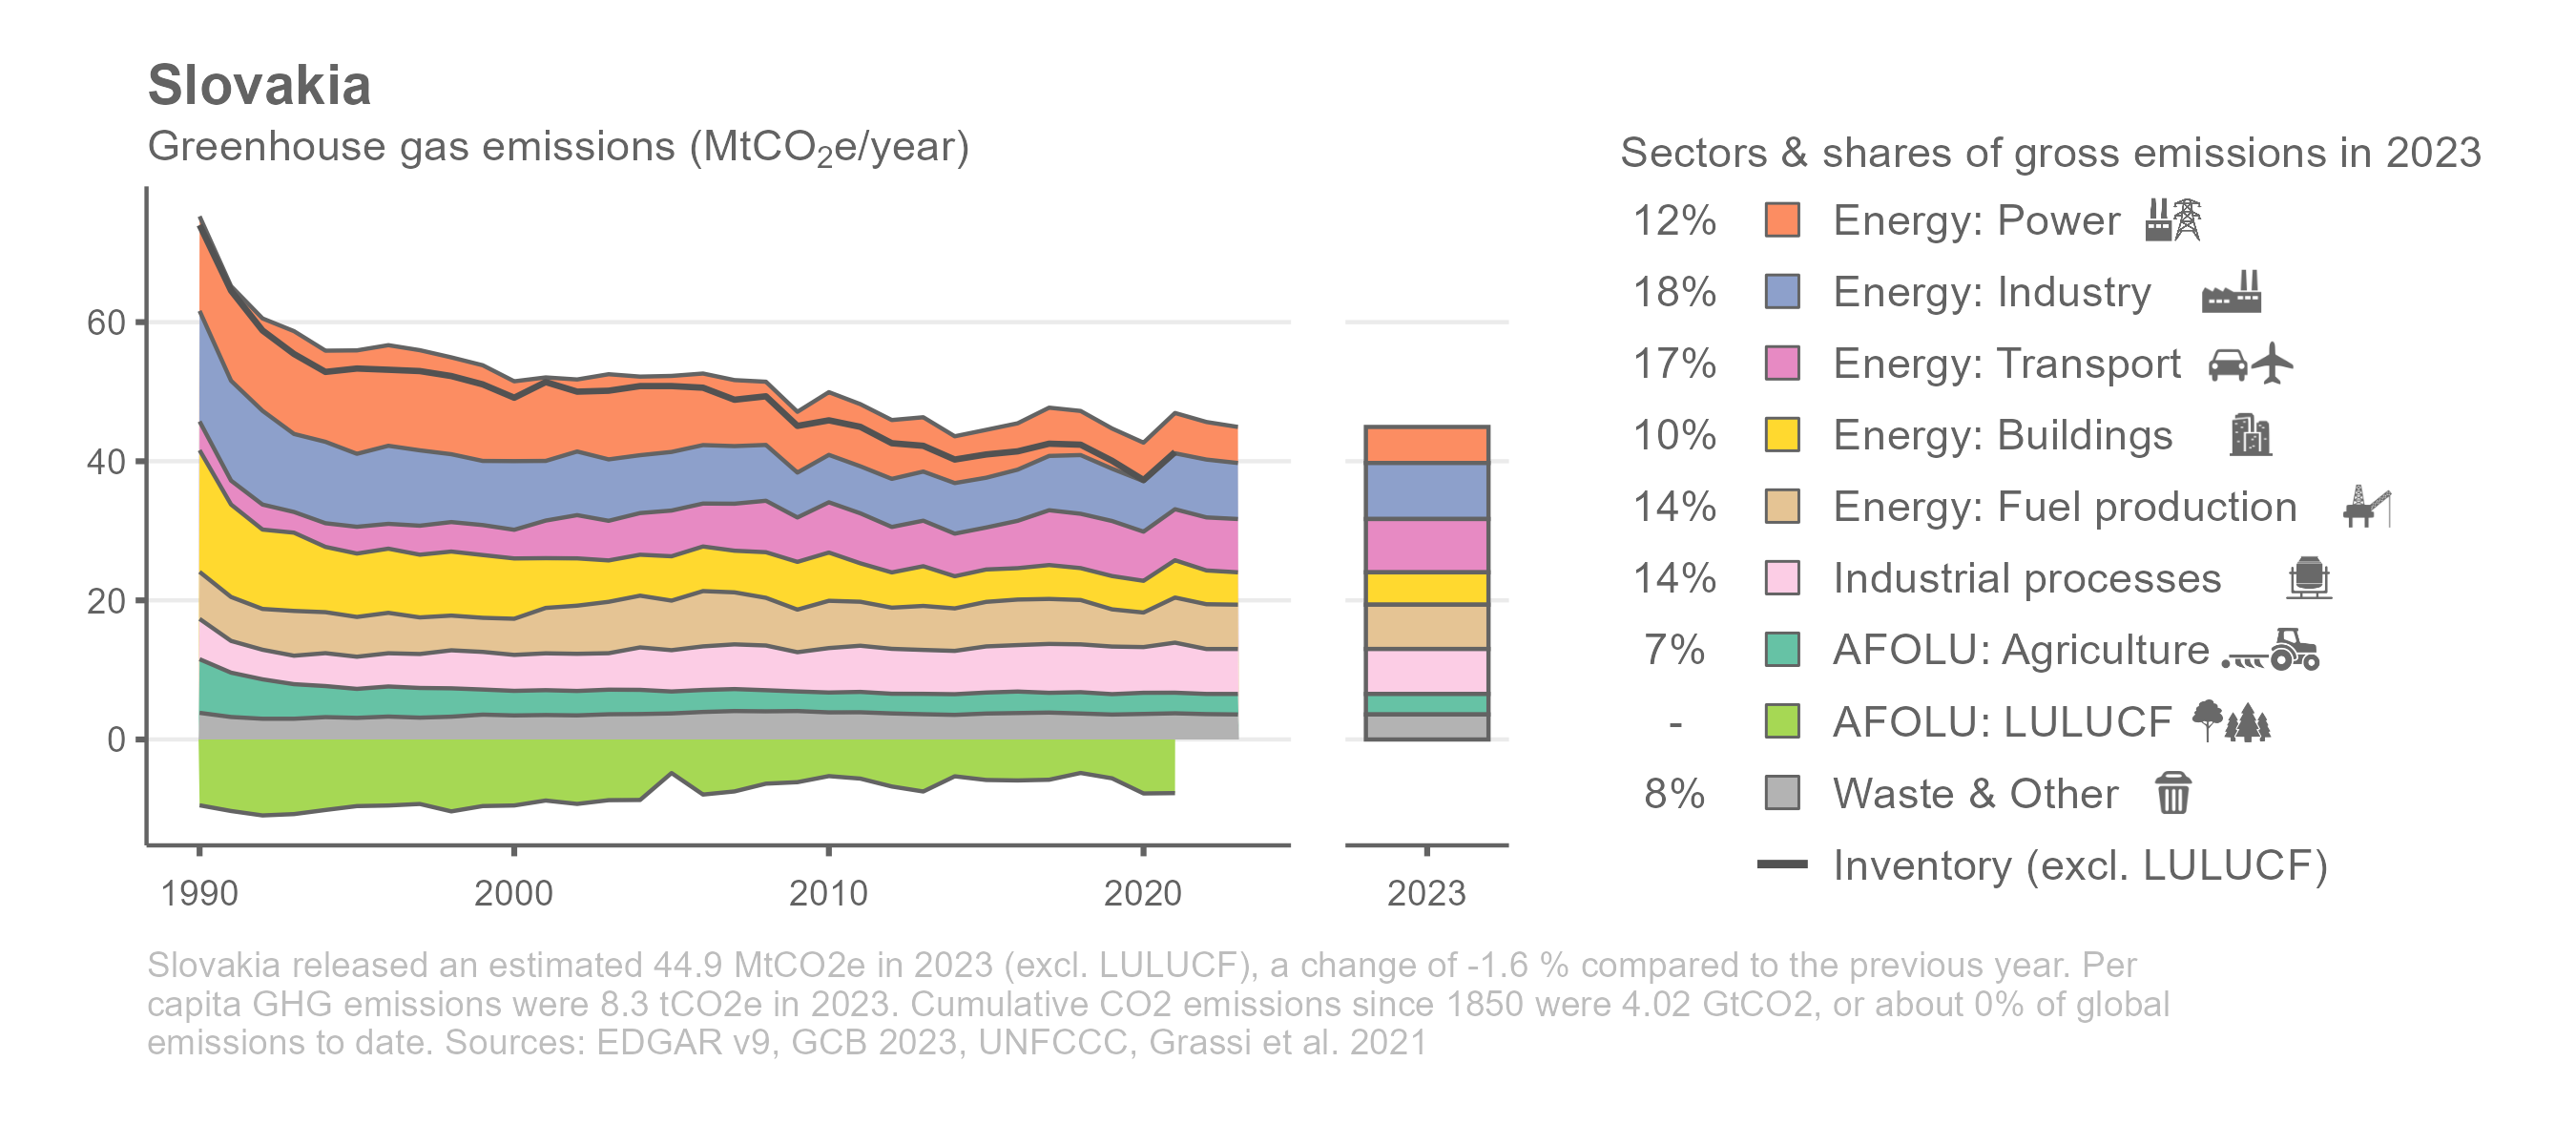 Slovakia
Greenhouse gas emissions (MtCO₂e/year)
60
40
20
0
1990 2000 2010 2020 2023
Sectors & shares of gross emissions in 2023
12% Energy: Power
18% Energy: Industry
17% Energy: Transport
10% Energy: Buildings
14% Energy: Fuel production
14% Industrial processes
7% AFOLU: Agriculture
- AFOLU: LULUCF
8% Waste & Other
Inventory (excl. LULUCF)
Slovakia released an estimated 44.9 MtCO2e in 2023 (excl. LULUCF), a change of -1.6 % compared to the previous year. Per
capita GHG emissions were 8.3 tCO2e in 2023. Cumulative CO2 emissions since 1850 were 4.02 GtCO2, or about 0% of global
emissions to date. Sources: EDGAR v9, GCB 2023, UNFCCC, Grassi et al. 2021